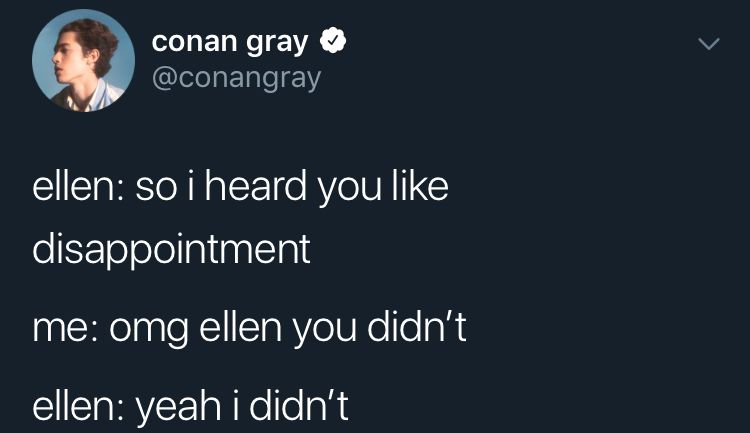 conan gray
@conangray
ellen: so i heard you like
disappointment
me: omg ellen you didn’t
ellen: yeah i didn’t